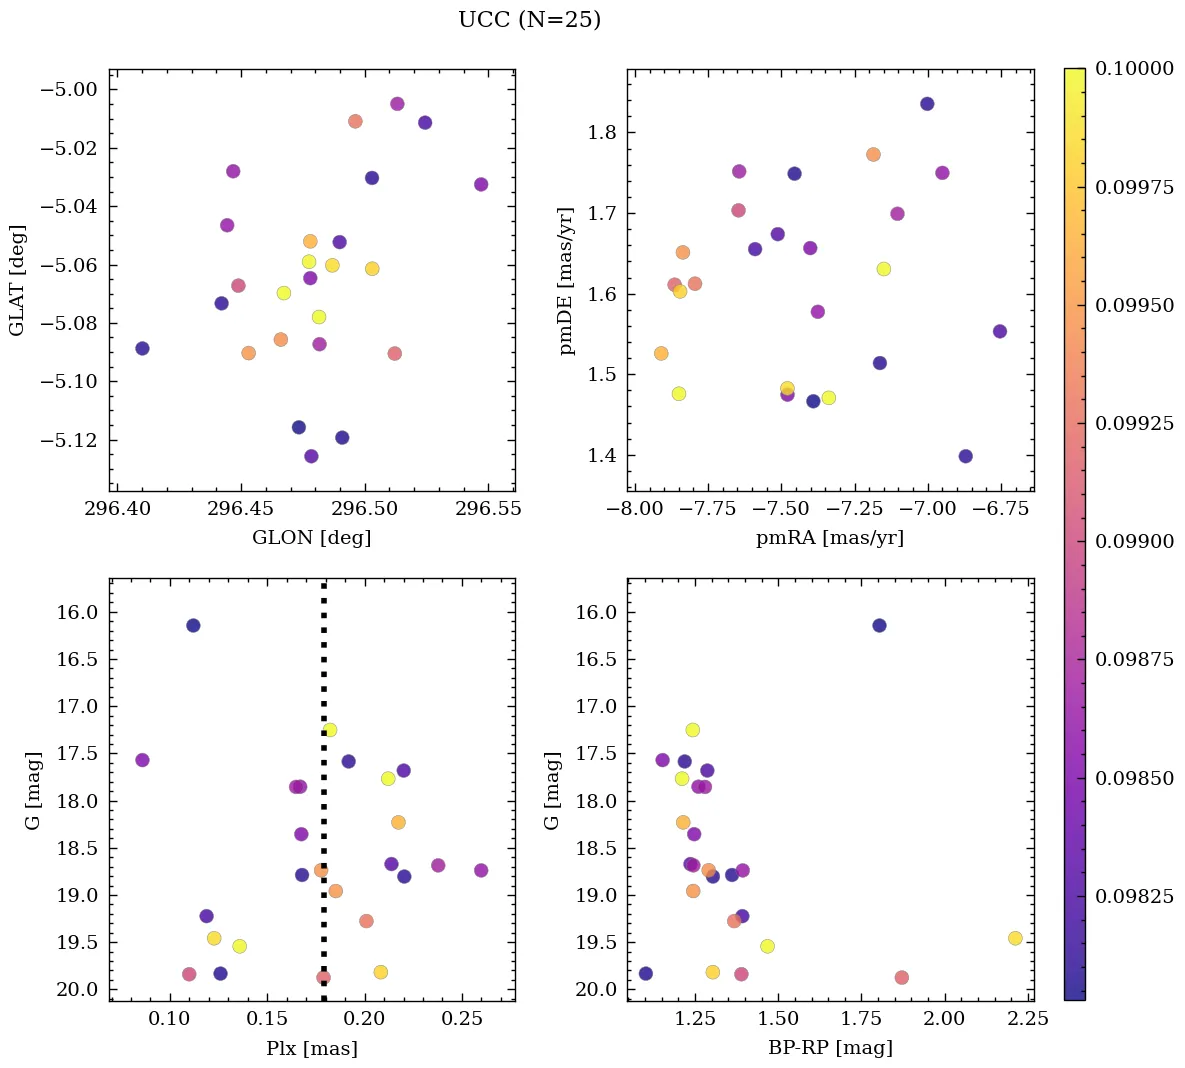 UCC (N=25)
−5.00
−5.02
−5.04
−5.06
−5.08
−5.10
−5.12
GLAT [deg]
296.40 296.45 296.50 296.55
GLON [deg]
1.8
1.7
1.6
1.5
1.4
pmDE [mas/yr]
−8.00 −7.75 −7.50 −7.25 −7.00 −6.75
pmRA [mas/yr]
16.0
16.5
17.0
17.5
18.0
18.5
19.0
19.5
20.0
G [mag]
0.10 0.15 0.20 0.25
Plx [mas]
16.0
16.5
17.0
17.5
18.0
18.5
19.0
19.5
20.0
G [mag]
1.25 1.50 1.75 2.00 2.25
BP-RP [mag]
0.10000
0.09975
0.09950
0.09925
0.09900
0.09875
0.09850
0.09825